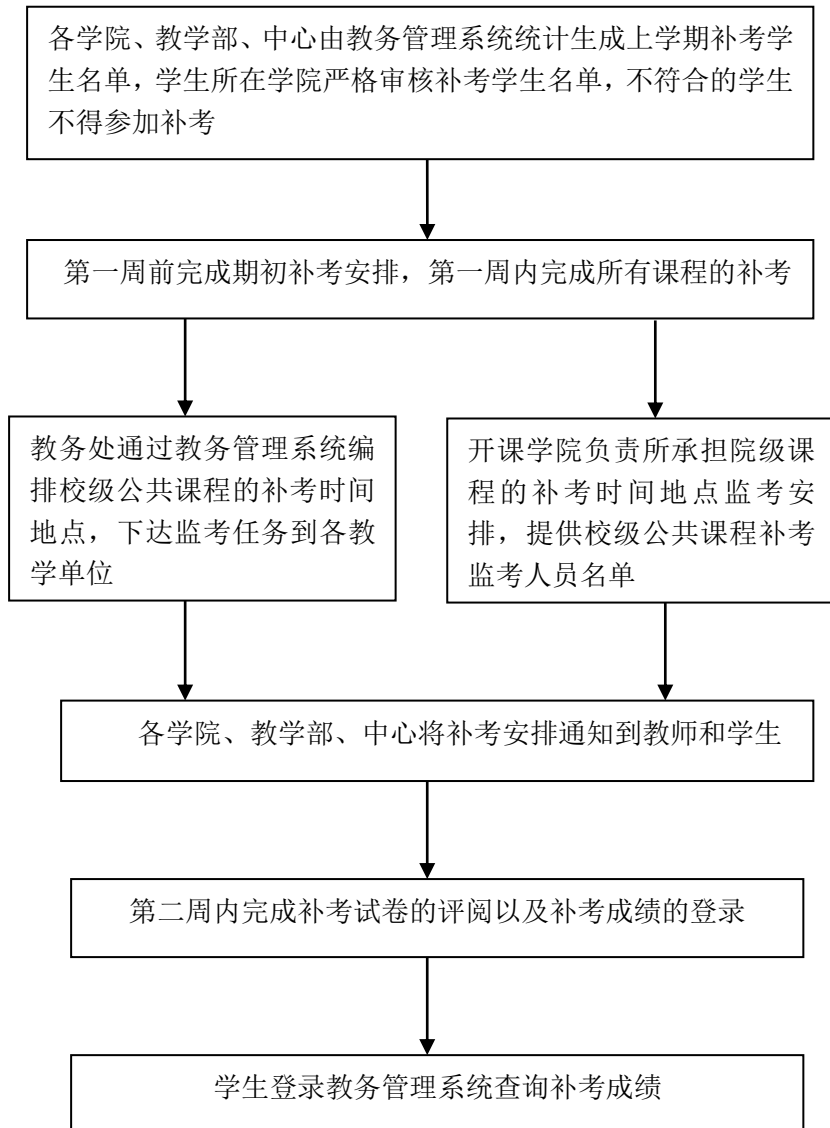 各学院、教学部、中心由教务管理系统统计生成上学期补考学
生名单，学生所在学院严格审核补考学生名单，不符合的学生
不得参加补考
第一周前完成期初补考安排，第一周内完成所有课程的补考
教务处通过教务管理系统编
排校级公共课程的补考时间
地点，下达监考任务到各教
学单位
开课学院负责所承担院级课
程的补考时间地点监考安
排，提供校级公共课程补考
监考人员名单
各学院、教学部、中心将补考安排通知到教师和学生
第二周内完成补考试卷的评阅以及补考成绩的登录
学生登录教务管理系统查询补考成绩